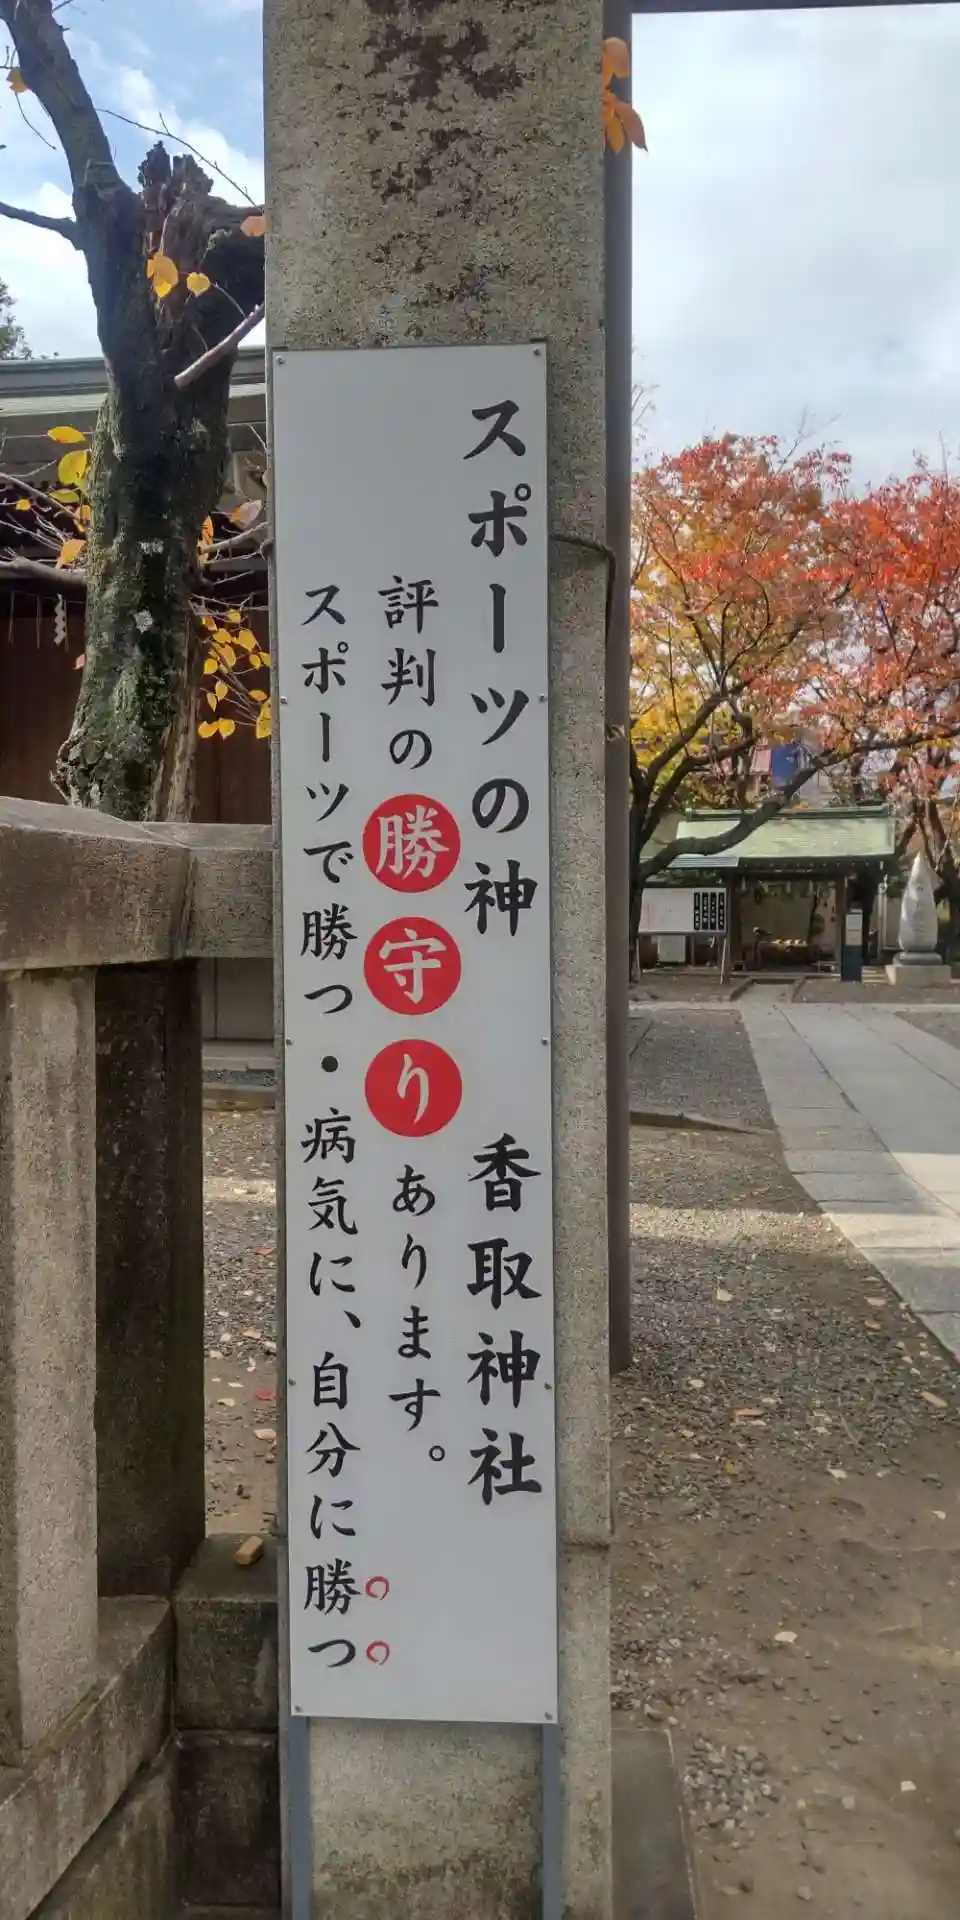 スポーツの神 香取神社
評判の勝守りあります。
スポーツで勝つ・病気に、自分に勝つ